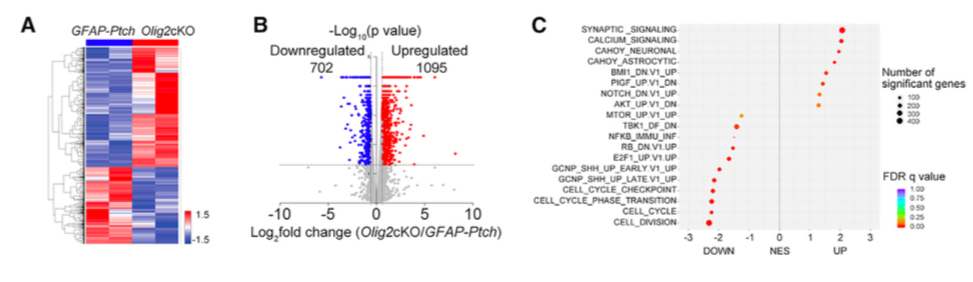 A
GFAP-Ptch Olig2cKO
1.5
-1.5
B
-Log10(p value)
Downregulated Upregulated
702 1095
-10 -5 0 5 10
Log2fold change (Olig2cKO/GFAP-Ptch)
C
SYNAPTIC_SIGNALING
CALCIUM_SIGNALING
CAHOY_NEURONAL
CAHOY_ASTROCYTIC
BMI1_DN.V1_UP
PIGF_UP.V1_DN
NOTCH_DN.V1_UP
AKT_UP.V1_DN
MTOR_UP.V1_UP
TBK1_DF_DN
NFKB_IMMU_INF
RB_DN.V1.UP
E2F1_UP.V1.UP
GCNP_SHH_UP_EARLY.V1_UP
GCNP_SHH_UP_LATE.V1_UP
CELL_CYCLE_CHECKPOINT
CELL_CYCLE_PHASE_TRANSITION
CELL_CYCLE
CELL_DIVISION
-3 -2 -1 0 1 2 3
DOWN NES UP
Number of
significant genes
100
200
300
400
FDR q value
1.00
0.75
0.50
0.25
0.00